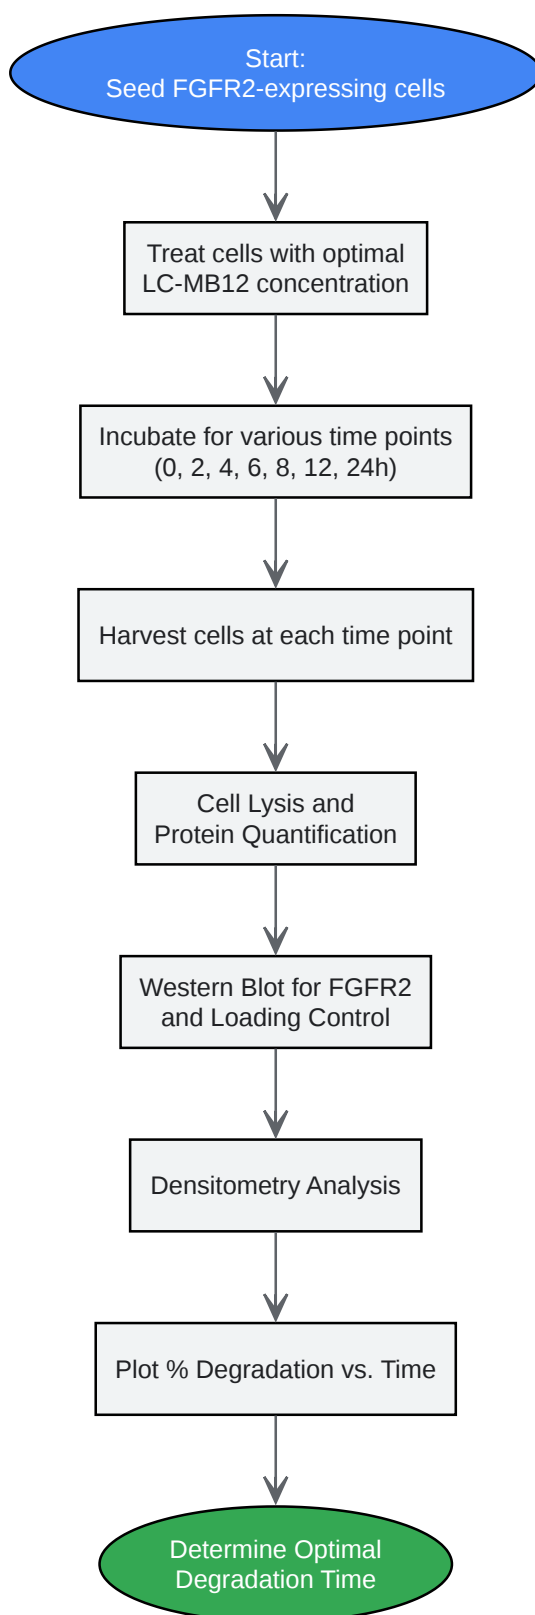 Start:
Seed FGFR2-expressing cells
Treat cells with optimal
LC-MB12 concentration
Incubate for various time points
(0, 2, 4, 6, 8, 12, 24h)
Harvest cells at each time point
Cell Lysis and
Protein Quantification
Western Blot for FGFR2
and Loading Control
Densitometry Analysis
Plot % Degradation vs. Time
Determine Optimal
Degradation Time